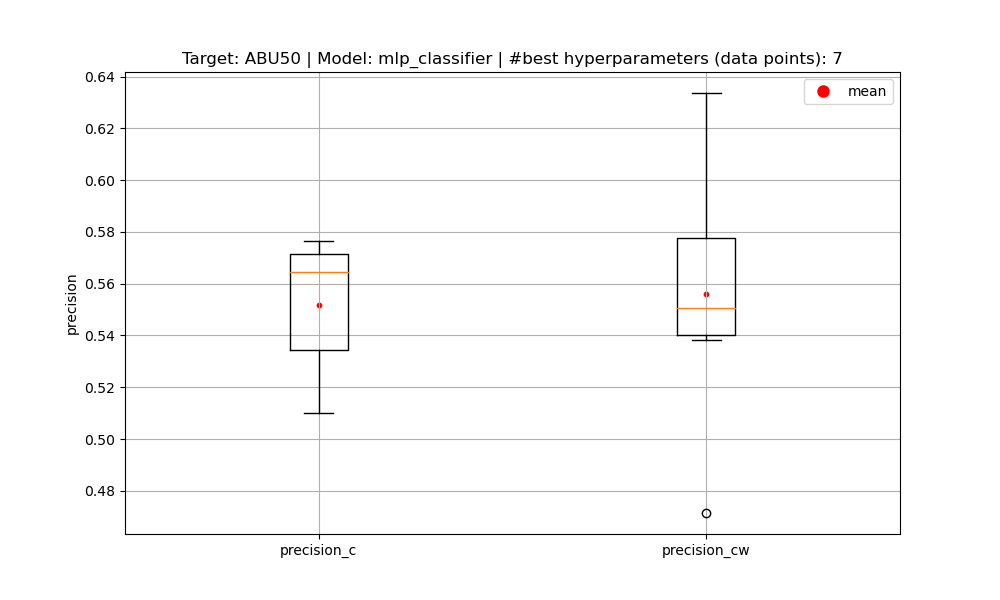 Target: ABU50 | Model: mlp_classifier | #best hyperparameters (data points): 7
mean
precision
0.64
0.62
0.60
0.58
0.56
0.54
0.52
0.50
0.48
precision_c
precision_cw